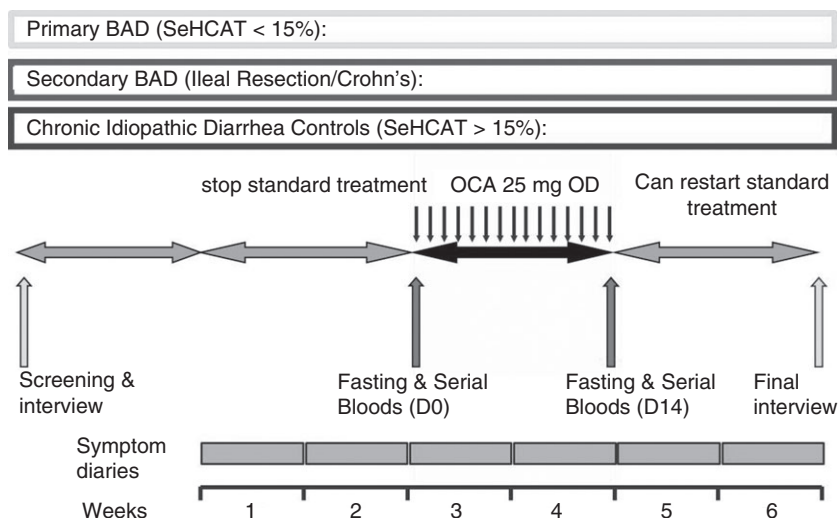 Primary BAD (SeHCAT < 15%):
Secondary BAD (Ileal Resection/Crohn's):
Chronic Idiopathic Diarrhea Controls (SeHCAT > 15%):
stop standard treatment
OCA 25 mg OD
Can restart standard
treatment
Screening &
interview
Fasting & Serial
Bloods (D0)
Fasting & Serial
Bloods (D14)
Final
interview
Symptom
diaries
Weeks 1 2 3 4 5 6